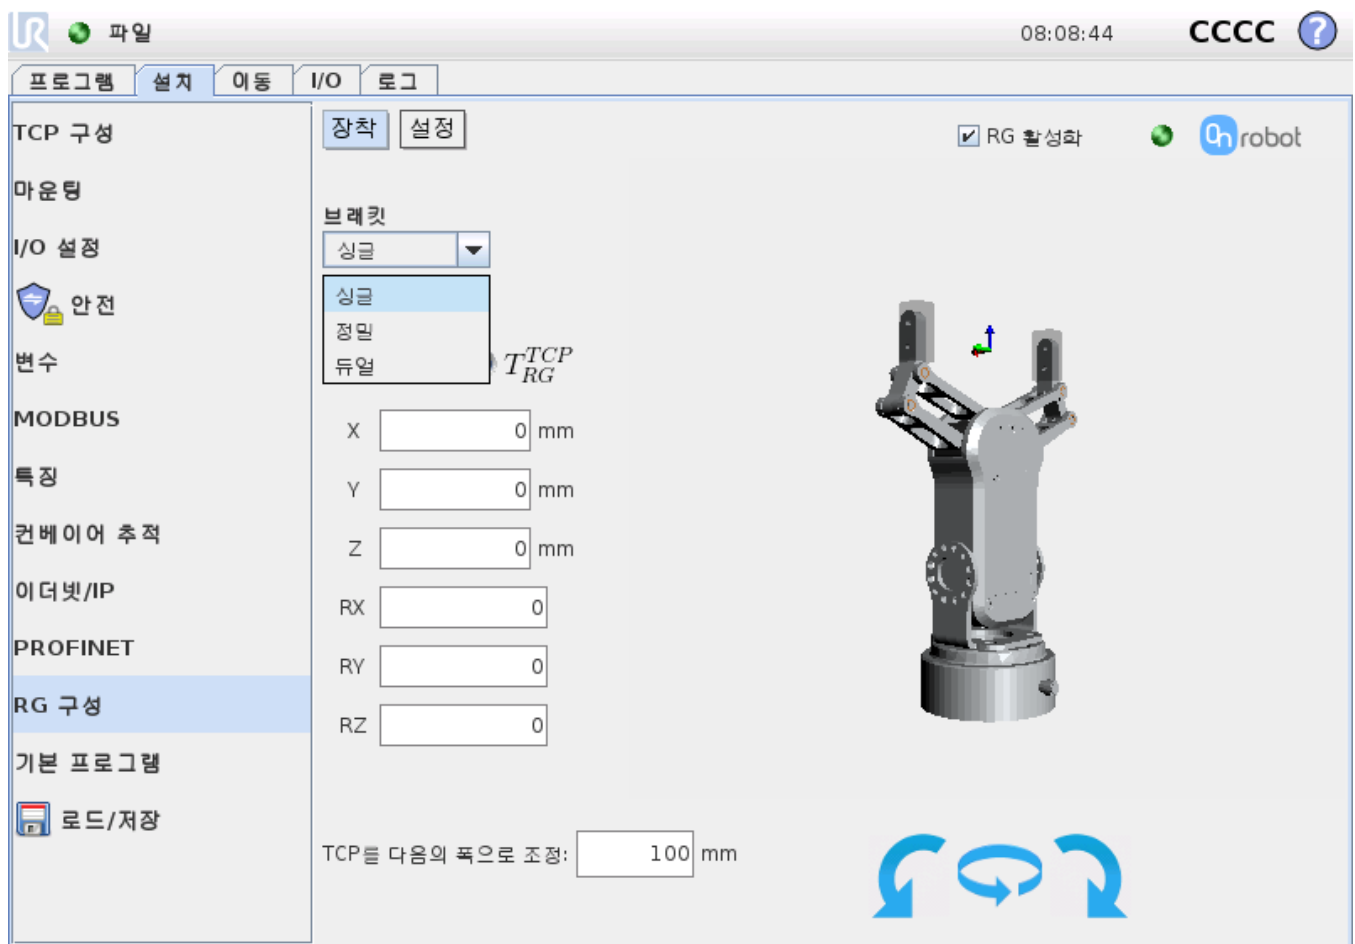 파일
08:08:44
CCCC
?
프로그램
설치
이동
I/O
로그
TCP 구성
마운팅
I/O 설정
안전
변수
MODBUS
특징
컨베이어 추적
이더넷/IP
PROFINET
RG 구성
기본 프로그램
로드/저장
장착
설정
RG 활성화
On robot
브래킷
싱글
싱글
정밀
듀얼
T_{RG}^{TCP}
X 0 mm
Y 0 mm
Z 0 mm
RX 0
RY 0
RZ 0
TCP를 다음의 폭으로 조정: 100 mm